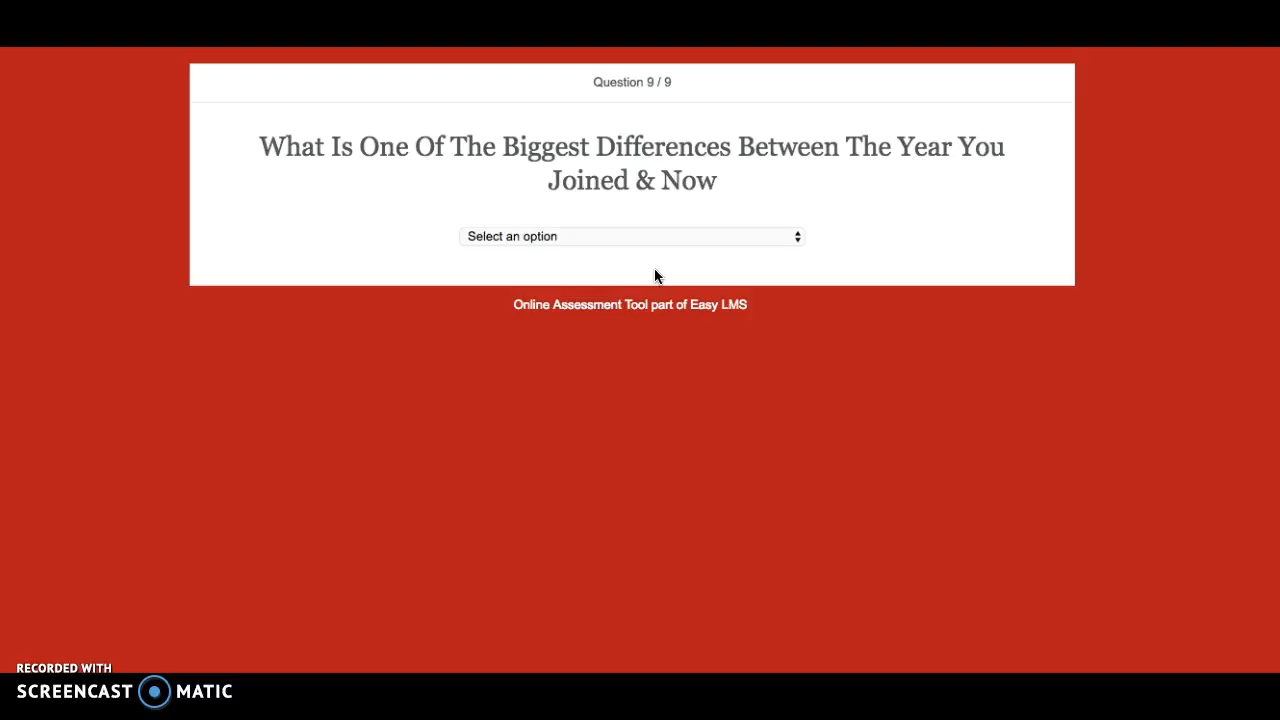 Question 9 / 9
What Is One Of The Biggest Differences Between The Year You
Joined & Now
Select an option
Online Assessment Tool part of Easy LMS
RECORDED WITH
SCREENCAST MATIC